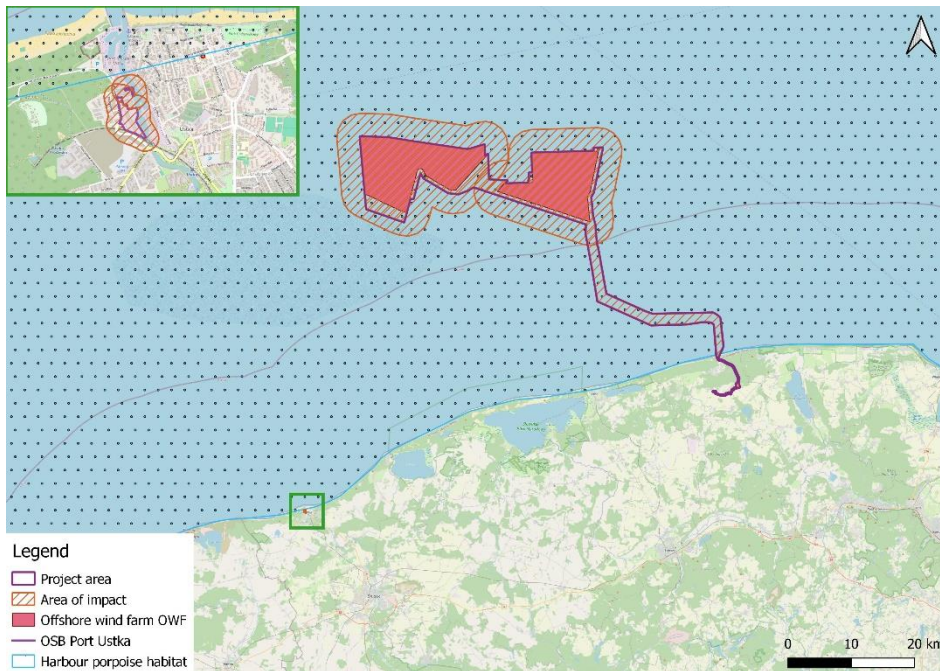 Ustka
Legend
Project area
Area of impact
Offshore wind farm OWF
OSB Port Ustka
Harbour porpoise habitat
0 10 20 km